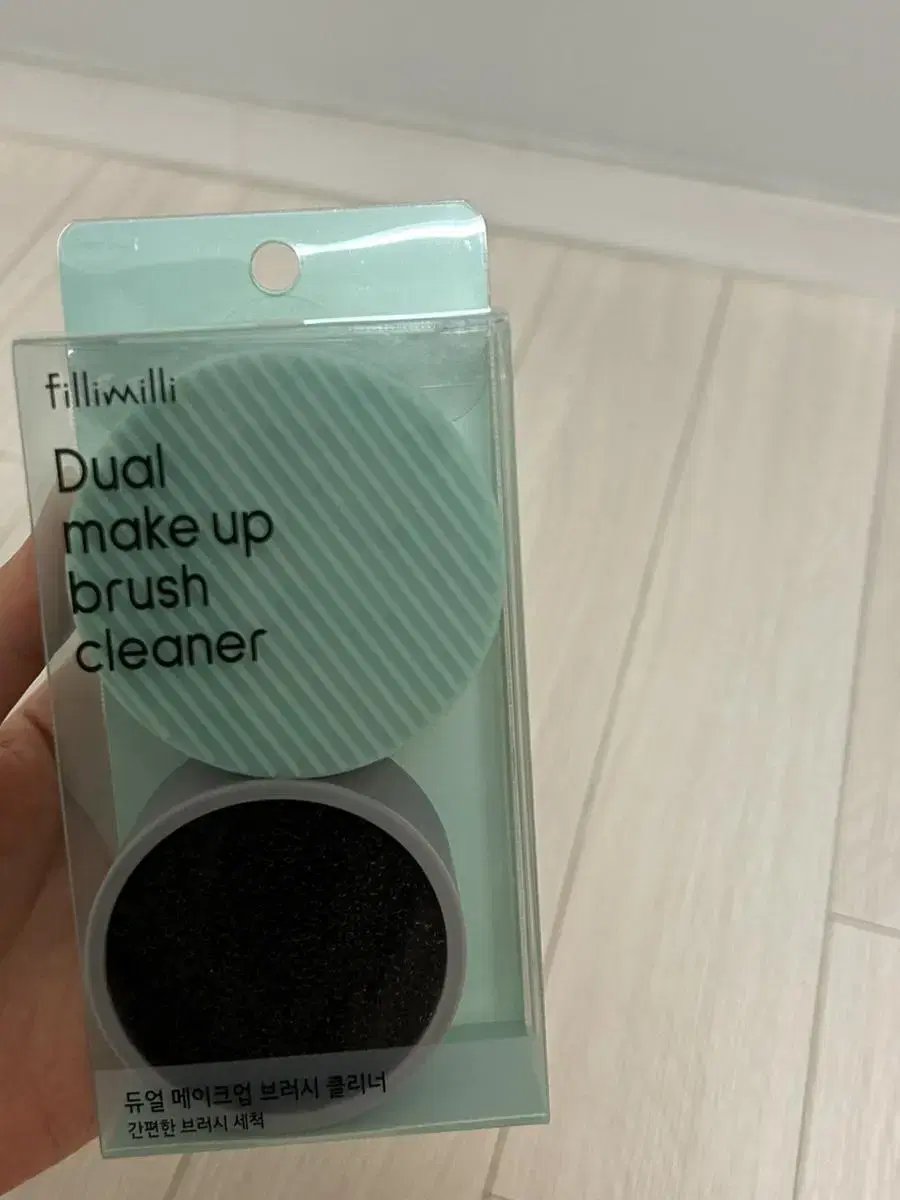 fillimilli
Dual
make up
brush
cleaner
듀얼 메이크업 브러시 클리너
간편한 브러시 세척